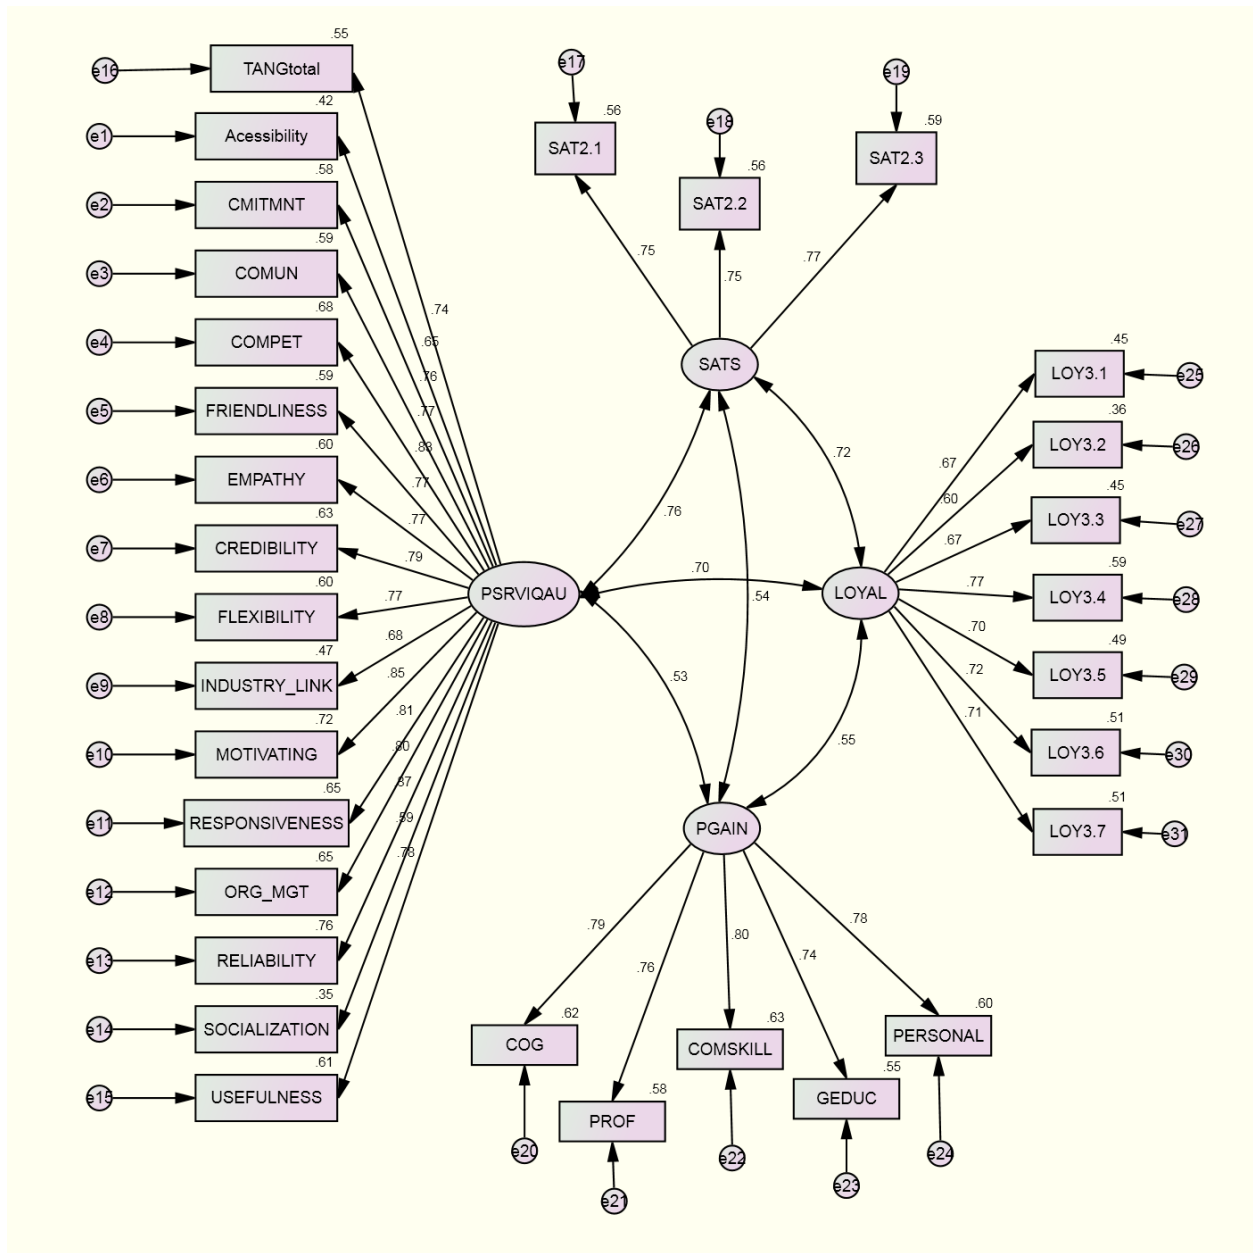 .55
e16 TANGtotal
.42
e1 Acessibility
.58
e2 CMITMNT
.59
e3 COMUN
.68
e4 COMPET
.59
e5 FRIENDLINESS
.60
e6 EMPATHY
.63
e7 CREDIBILITY
.60
e8 FLEXIBILITY
.47
e9 INDUSTRY_LINK
.72
e10 MOTIVATING
.65
e11 RESPONSIVENESS
.65
e12 ORG_MGT
.76
e13 RELIABILITY
.35
e14 SOCIALIZATION
.61
e15 USEFULNESS
.74
.65
.76
.77
.83
.77
.77
.79
.77
.68
.85
.81
.80
.87
.59
.78
PSRVIQAU
e17
.56
SAT2.1
e18
.56
SAT2.2
e19
.59
SAT2.3
.75
.75
.77
SATS
.72
.76
.70
.54
.53
.55
LOYAL
.67
.60
.67
.77
.70
.72
.71
.45
LOY3.1 e25
.36
LOY3.2 e26
.45
LOY3.3 e27
.59
LOY3.4 e28
.49
LOY3.5 e29
.51
LOY3.6 e30
.51
LOY3.7 e31
PGAIN
.79
.76
.80
.74
.78
.62
COG
e20
.58
PROF
e21
.63
COMSKILL
e22
.55
GEDUC
e23
.60
PERSONAL
e24